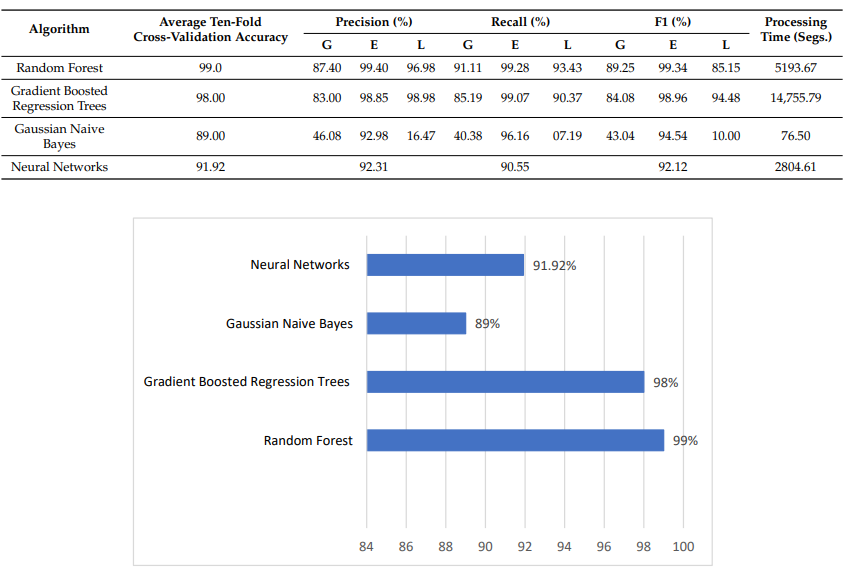 Algorithm Average Ten-Fold Cross-Validation Accuracy Precision (%) Recall (%) F1 (%) Processing Time (Segs.)
G E L G E L G E L
Random Forest 99.0 87.40 99.40 96.98 91.11 99.28 93.43 89.25 99.34 85.15 5193.67
Gradient Boosted Regression Trees 98.00 83.00 98.85 98.98 85.19 99.07 90.37 84.08 98.96 94.48 14,755.79
Gaussian Naive Bayes 89.00 46.08 92.98 16.47 40.38 96.16 07.19 43.04 94.54 10.00 76.50
Neural Networks 91.92 92.31 90.55 92.12 2804.61
Neural Networks 91.92%
Gaussian Naive Bayes 89%
Gradient Boosted Regression Trees 98%
Random Forest 99%
84 86 88 90 92 94 96 98 100